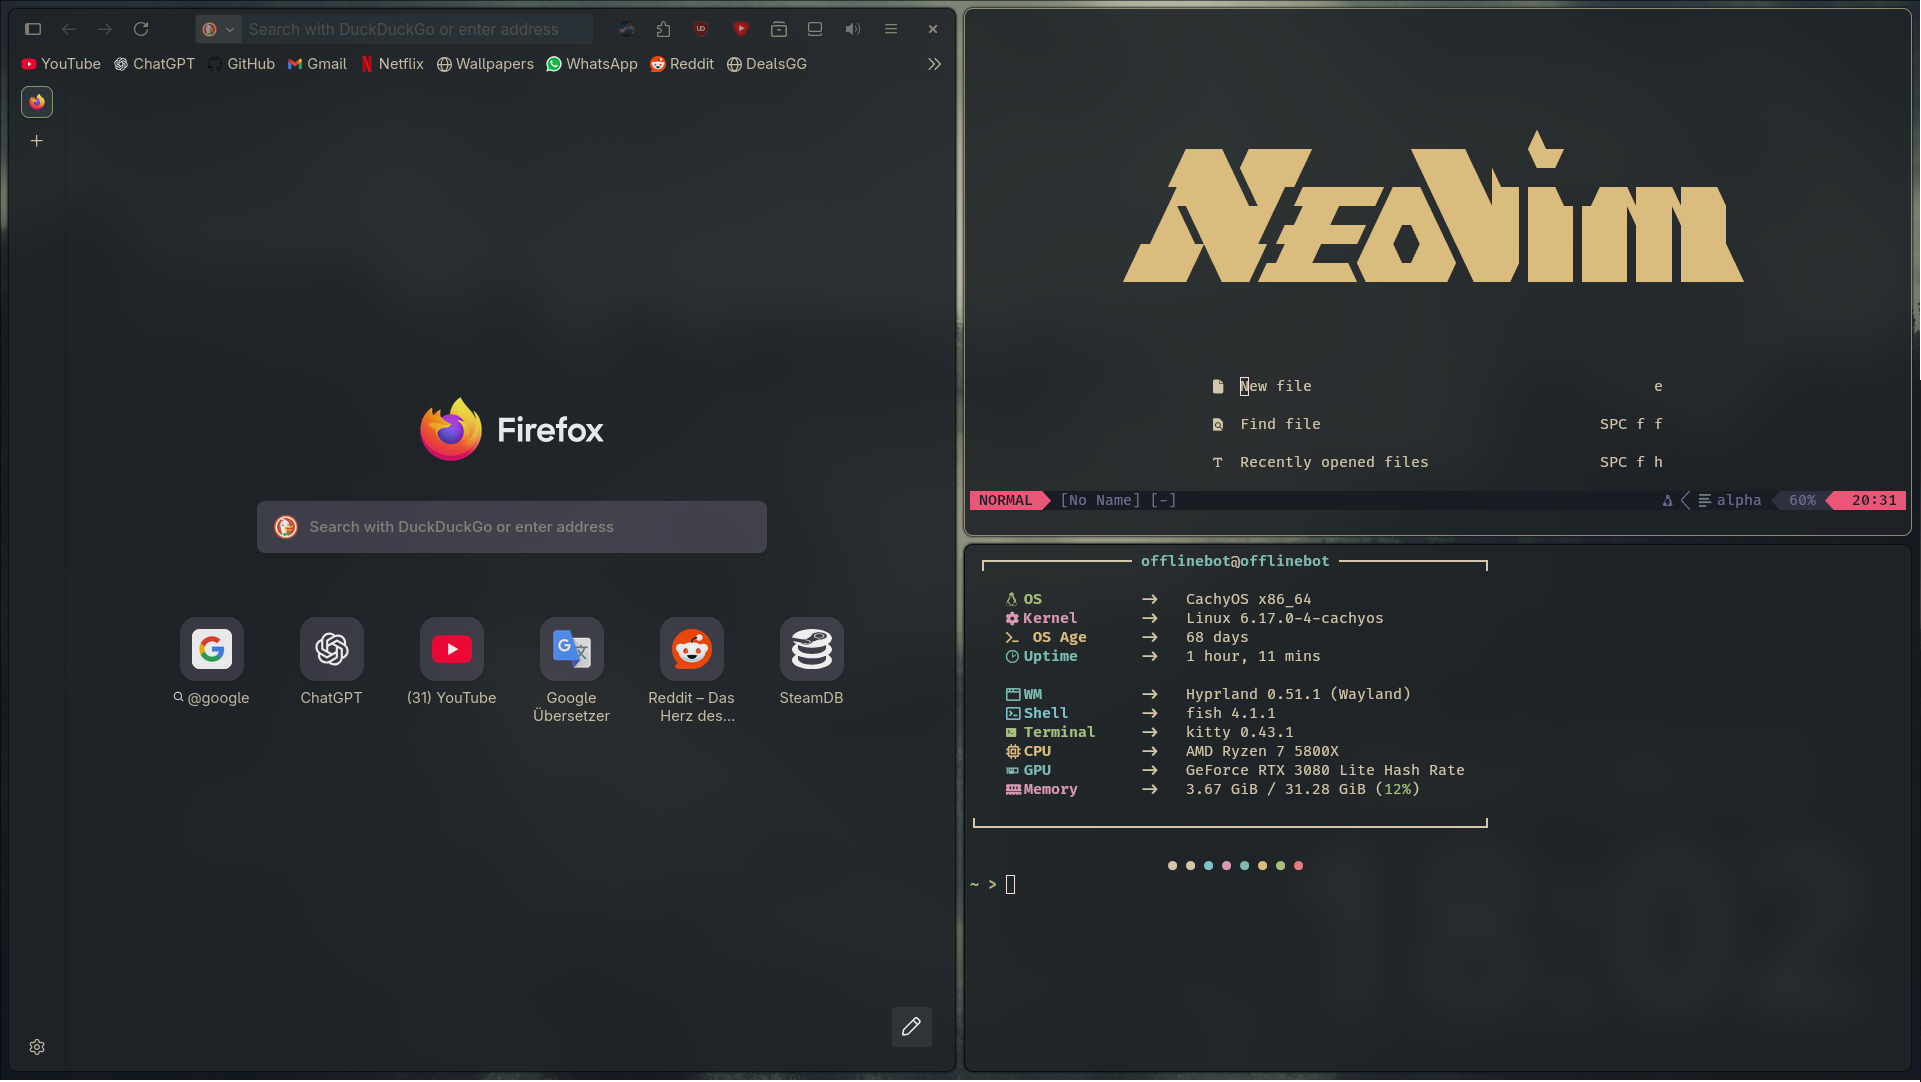 Search with DuckDuckGo or enter address
YouTube ChatGPT GitHub Gmail Netflix Wallpapers WhatsApp Reddit DealsGG
Firefox
Search with DuckDuckGo or enter address
@google ChatGPT (31) YouTube Google Übersetzer Reddit – Das Herz des... SteamDB
NEOVIM
New file e
Find file SPC f f
Recently opened files SPC f h
NORMAL [No Name] [-] alpha 60% 20:31
offlinebot@offlinebot
OS → CachyOS x86_64
Kernel → Linux 6.17.0-4-cachyos
OS Age → 68 days
Uptime → 1 hour, 11 mins
WM → Hyprland 0.51.1 (Wayland)
Shell → fish 4.1.1
Terminal → kitty 0.43.1
CPU → AMD Ryzen 7 5800X
GPU → GeForce RTX 3080 Lite Hash Rate
Memory → 3.67 GiB / 31.28 GiB (12%)
~ >
18:02